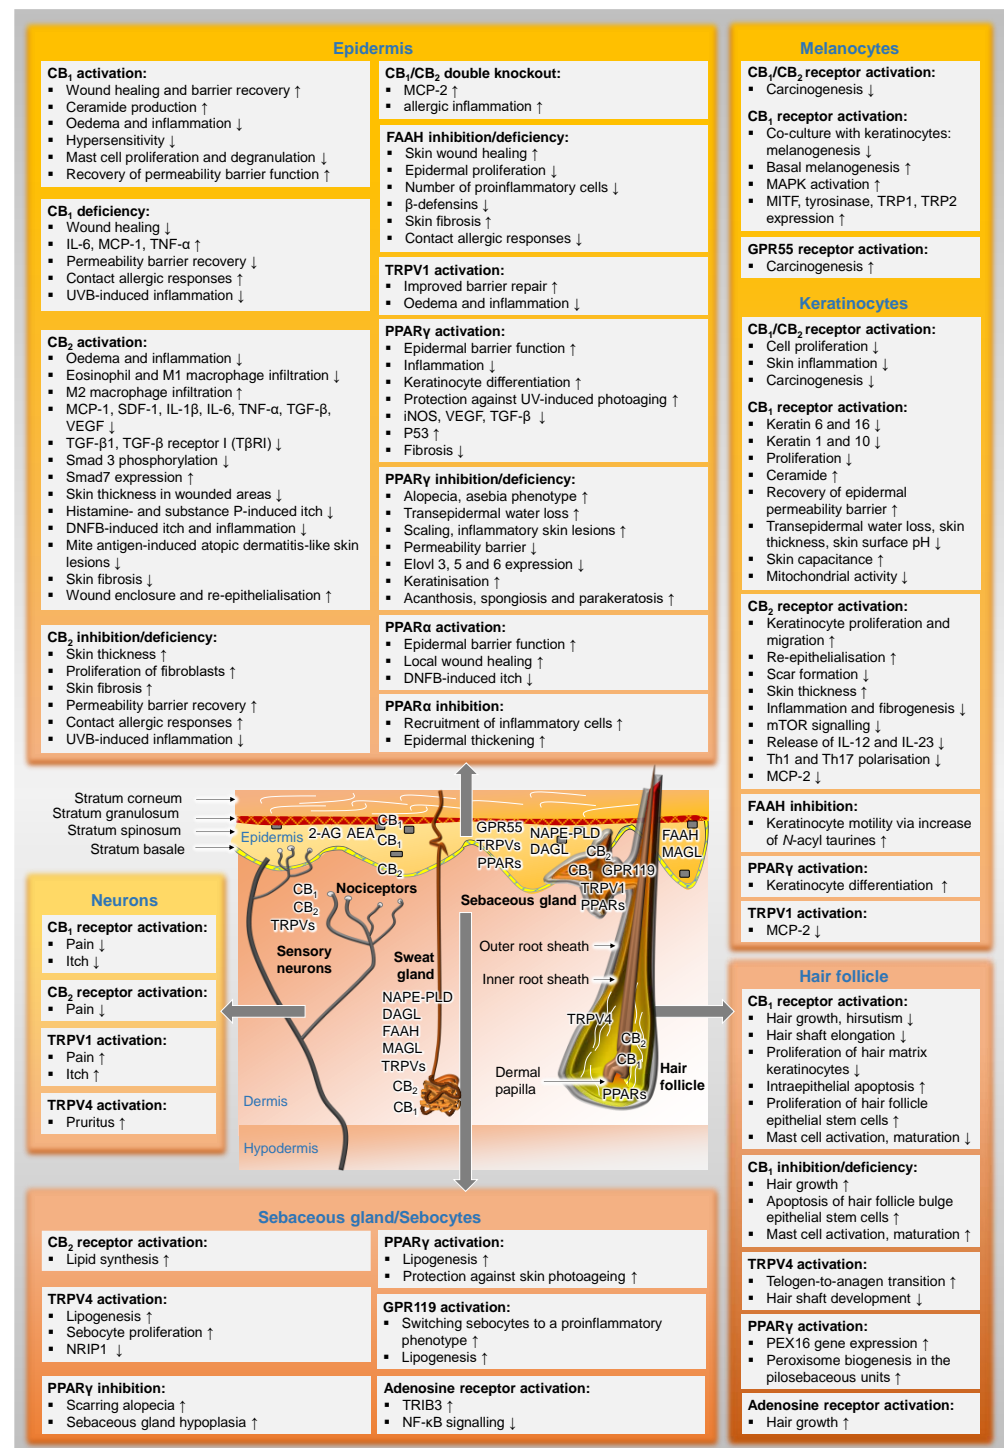 Epidermis
CB₁ activation:
▪ Wound healing and barrier recovery ↑
▪ Ceramide production ↑
▪ Oedema and inflammation ↓
▪ Hypersensitivity ↓
▪ Mast cell proliferation and degranulation ↓
▪ Recovery of permeability barrier function ↑
CB₁ deficiency:
▪ Wound healing ↓
▪ IL-6, MCP-1, TNF-α ↑
▪ Permeability barrier recovery ↓
▪ Contact allergic responses ↑
▪ UVB-induced inflammation ↓
CB₂ activation:
▪ Oedema and inflammation ↓
▪ Eosinophil and M1 macrophage infiltration ↓
▪ M2 macrophage infiltration ↑
▪ MCP-1, SDF-1, IL-1β, IL-6, TNF-α, TGF-β,
VEGF ↓
▪ TGF-β1, TGF-β receptor I (TβRI) ↓
▪ Smad 3 phosphorylation ↓
▪ Smad7 expression ↑
▪ Skin thickness in wounded areas ↓
▪ Histamine- and substance P-induced itch ↓
▪ DNFB-induced itch and inflammation ↓
▪ Mite antigen-induced atopic dermatitis-like skin
lesions ↓
▪ Skin fibrosis ↓
▪ Wound enclosure and re-epithelialisation ↑
CB₂ inhibition/deficiency:
▪ Skin thickness ↑
▪ Proliferation of fibroblasts ↑
▪ Skin fibrosis ↑
▪ Permeability barrier recovery ↑
▪ Contact allergic responses ↑
▪ UVB-induced inflammation ↓
CB₁/CB₂ double knockout:
▪ MCP-2 ↑
▪ allergic inflammation ↑
FAAH inhibition/deficiency:
▪ Skin wound healing ↑
▪ Epidermal proliferation ↓
▪ Number of proinflammatory cells ↓
▪ β-defensins ↓
▪ Skin fibrosis ↑
▪ Contact allergic responses ↓
TRPV1 activation:
▪ Improved barrier repair ↑
▪ Oedema and inflammation ↓
PPARγ activation:
▪ Epidermal barrier function ↑
▪ Inflammation ↓
▪ Keratinocyte differentiation ↑
▪ Protection against UV-induced photoaging ↑
▪ iNOS, VEGF, TGF-β ↓
▪ P53 ↑
▪ Fibrosis ↓
PPARγ inhibition/deficiency:
▪ Alopecia, asebia phenotype ↑
▪ Transepidermal water loss ↑
▪ Scaling, inflammatory skin lesions ↑
▪ Permeability barrier ↓
▪ Elovl 3, 5 and 6 expression ↓
▪ Keratinisation ↑
▪ Acanthosis, spongiosis and parakeratosis ↑
PPARα activation:
▪ Epidermal barrier function ↑
▪ Local wound healing ↑
▪ DNFB-induced itch ↓
PPARα inhibition:
▪ Recruitment of inflammatory cells ↑
▪ Epidermal thickening ↑
Melanocytes
CB₁/CB₂ receptor activation:
▪ Carcinogenesis ↓
CB₁ receptor activation:
▪ Co-culture with keratinocytes:
melanogenesis ↓
▪ Basal melanogenesis ↑
▪ MAPK activation ↑
▪ MITF, tyrosinase, TRP1, TRP2
expression ↑
GPR55 receptor activation:
▪ Carcinogenesis ↑
Keratinocytes
CB₁/CB₂ receptor activation:
▪ Cell proliferation ↓
▪ Skin inflammation ↓
▪ Carcinogenesis ↓
CB₁ receptor activation:
▪ Keratin 6 and 16 ↓
▪ Keratin 1 and 10 ↓
▪ Proliferation ↓
▪ Ceramide ↑
▪ Recovery of epidermal
permeability barrier ↑
▪ Transepidermal water loss, skin
thickness, skin surface pH ↓
▪ Skin capacitance ↑
▪ Mitochondrial activity ↓
CB₂ receptor activation:
▪ Keratinocyte proliferation and
migration ↑
▪ Re-epithelialisation ↑
▪ Scar formation ↓
▪ Skin thickness ↑
▪ Inflammation and fibrogenesis ↓
▪ mTOR signalling ↓
▪ Release of IL-12 and IL-23 ↓
▪ Th1 and Th17 polarisation ↓
▪ MCP-2 ↓
FAAH inhibition:
▪ Keratinocyte motility via increase
of N-acyl taurines ↑
PPARγ activation:
▪ Keratinocyte differentiation ↑
TRPV1 activation:
▪ MCP-2 ↓
Stratum corneum
Stratum granulosum
Stratum spinosum
Stratum basale
Epidermis
2-AG AEA
CB₁
CB₁
CB₂
GPR55
TRPVs
PPARs
NAPE-PLD
DAGL
CB₂
CB₁ GPR119
TRPV1
PPARs
FAAH
MAGL
Nociceptors
CB₁
CB₂
TRPVs
Sensory
neurons
Sweat
gland
NAPE-PLD
DAGL
FAAH
MAGL
TRPVs
CB₂
CB₁
Sebaceous gland
Outer root sheath
Inner root sheath
TRPV4
CB₂
CB₁
PPARs
Dermal
papilla
Hair
follicle
Dermis
Hypodermis
Neurons
CB₁ receptor activation:
▪ Pain ↓
▪ Itch ↓
CB₂ receptor activation:
▪ Pain ↓
TRPV1 activation:
▪ Pain ↑
▪ Itch ↑
TRPV4 activation:
▪ Pruritus ↑
Hair follicle
CB₁ receptor activation:
▪ Hair growth, hirsutism ↓
▪ Hair shaft elongation ↓
▪ Proliferation of hair matrix
keratinocytes ↓
▪ Intraepithelial apoptosis ↑
▪ Proliferation of hair follicle
epithelial stem cells ↑
▪ Mast cell activation, maturation ↓
CB₁ inhibition/deficiency:
▪ Hair growth ↑
▪ Apoptosis of hair follicle bulge
epithelial stem cells ↑
▪ Mast cell activation, maturation ↑
TRPV4 activation:
▪ Telogen-to-anagen transition ↑
▪ Hair shaft development ↓
PPARγ activation:
▪ PEX16 gene expression ↑
▪ Peroxisome biogenesis in the
pilosebaceous units ↑
Adenosine receptor activation:
▪ Hair growth ↑
Sebaceous gland/Sebocytes
CB₂ receptor activation:
▪ Lipid synthesis ↑
TRPV4 activation:
▪ Lipogenesis ↑
▪ Sebocyte proliferation ↑
▪ NRIP1 ↓
PPARγ inhibition:
▪ Scarring alopecia ↑
▪ Sebaceous gland hypoplasia ↑
PPARγ activation:
▪ Lipogenesis ↑
▪ Protection against skin photoageing ↑
GPR119 activation:
▪ Switching sebocytes to a proinflammatory
phenotype ↑
▪ Lipogenesis ↑
Adenosine receptor activation:
▪ TRIB3 ↑
▪ NF-κB signalling ↓